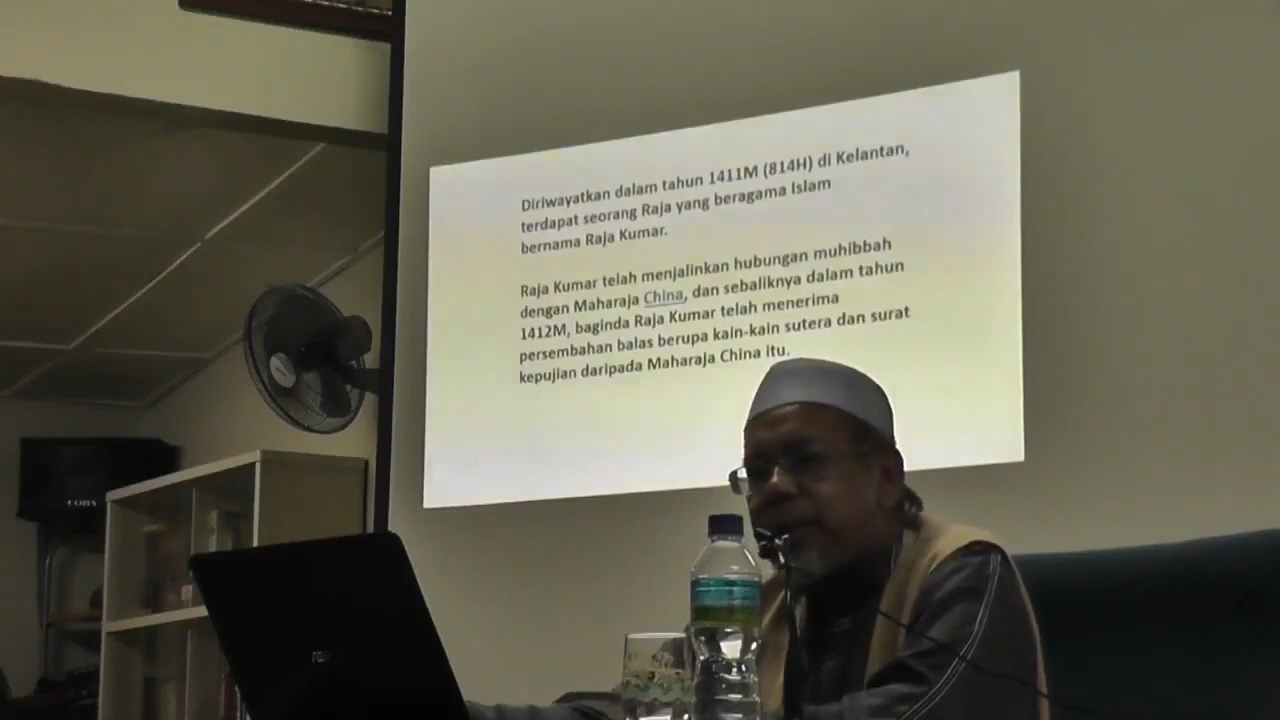 Diriwayatkan dalam tahun 1411M (814H) di Kelantan,
terdapat seorang Raja yang beragama Islam
bernama Raja Kumar.
Raja Kumar telah menjalinkan hubungan muhibbah
dengan Maharaja China, dan sebaliknya dalam tahun
1412M, baginda Raja Kumar telah menerima
persembahan balas berupa kain-kain sutera dan surat
kepujian daripada Maharaja China itu.
COBY